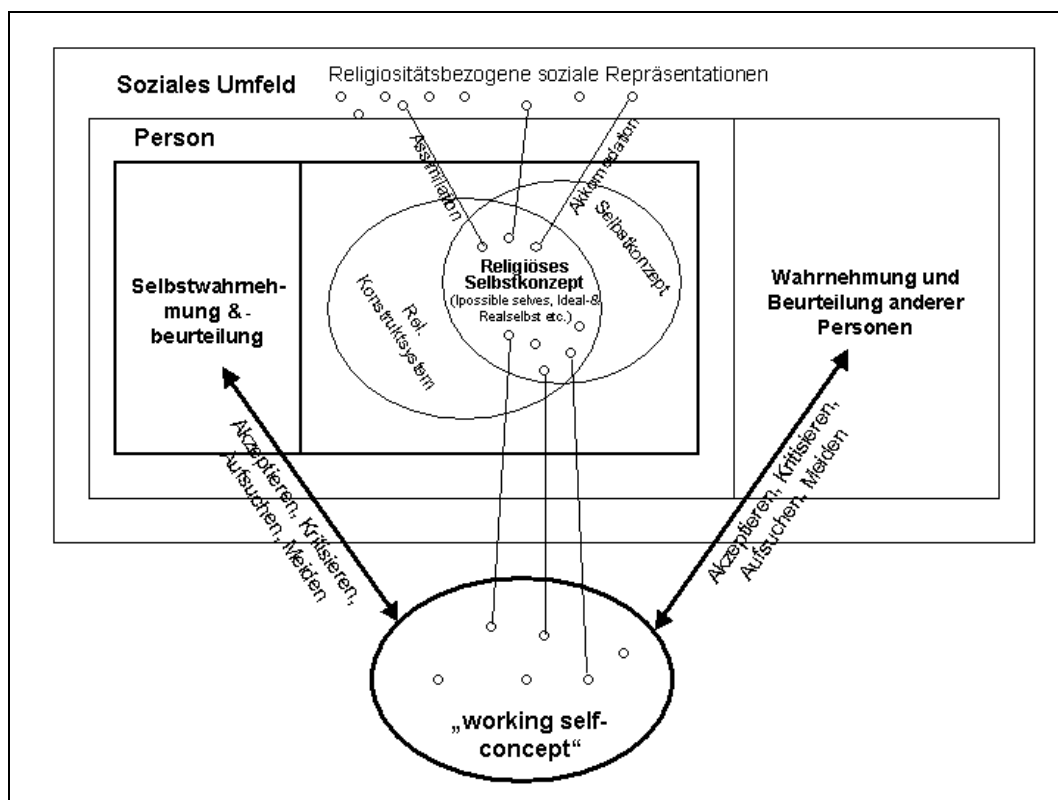 Religiositätsbezogene soziale Repräsentationen
Soziales Umfeld
Person
Assimilation
Akkomodation
Selbstkonzept
Religiöses
Selbstkonzept
(lpossible selves, Ideal-&
Realselbst etc.)
Rel.
Konstruktsystem
Selbstwahrneh-
mung & -
beurteilung
Wahrnehmung und
Beurteilung anderer
Personen
Akzeptieren, Kritisieren,
Aufsuchen, Meiden
Akzeptieren, Kritisieren,
Aufsuchen, Meiden
„working self-
concept“